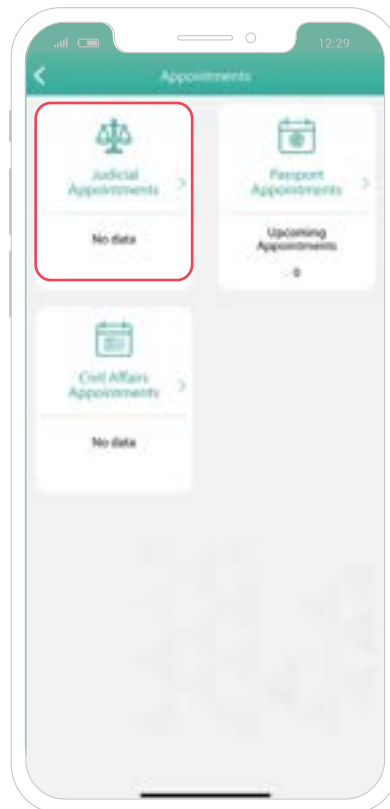 12:29
Appointments
Judicial
Appointments
No data
Passport
Appointments
Upcoming
Appointments
0
Civil Affairs
Appointments
No data